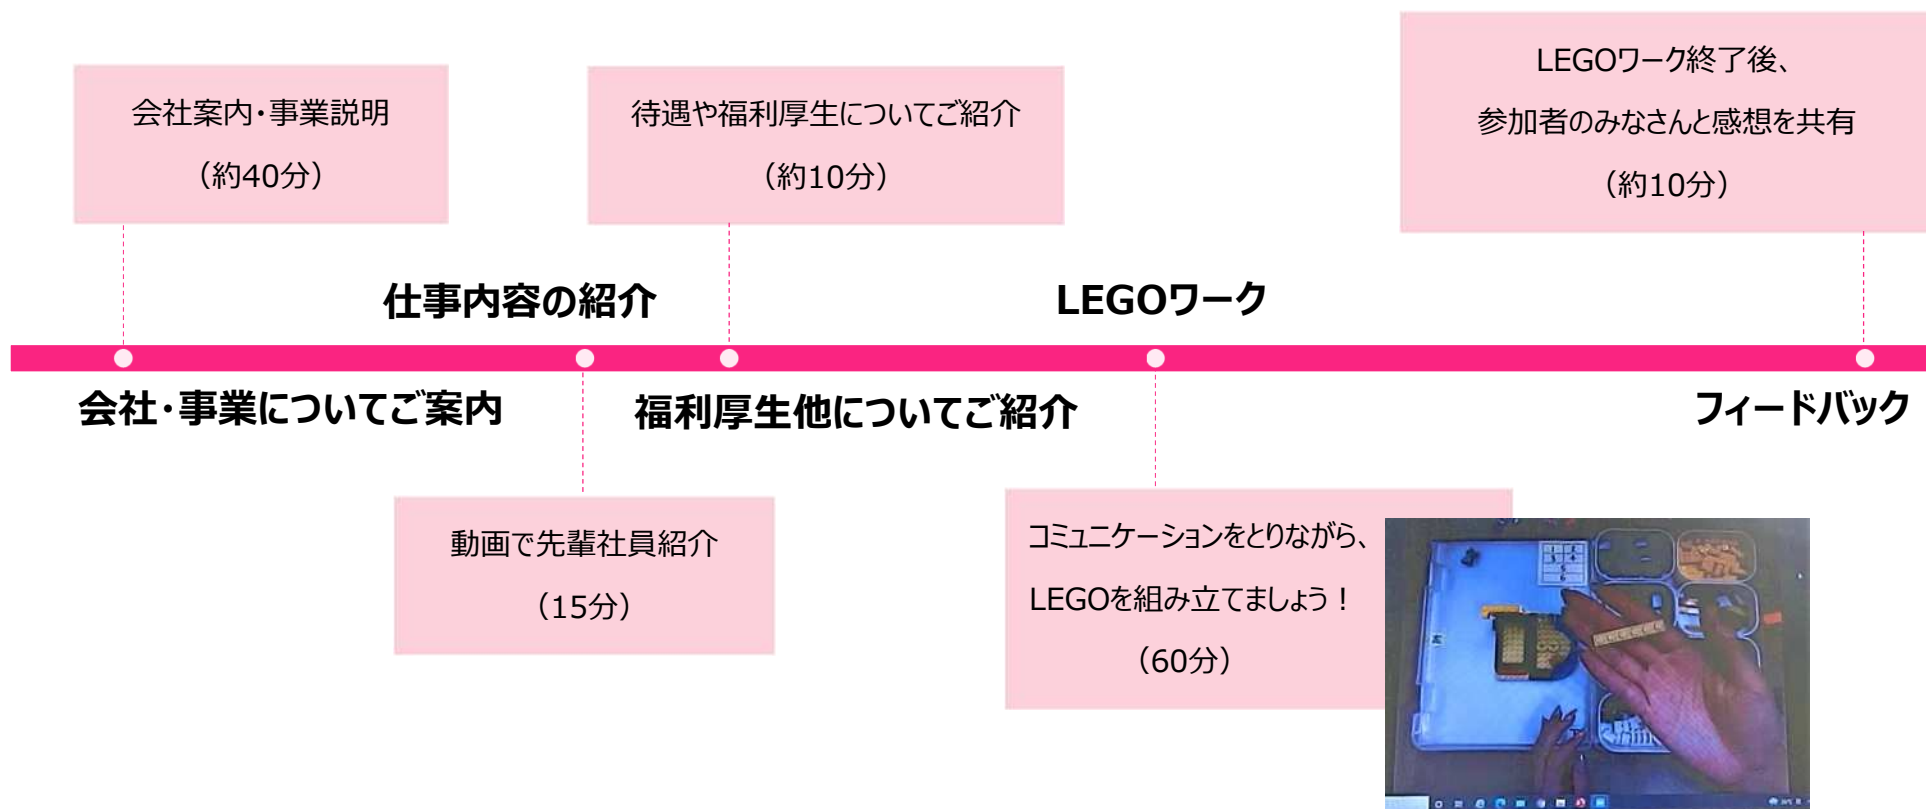 会社案内・事業説明
（約40分）
待遇や福利厚生についてご紹介
（約10分）
LEGOワーク終了後、
参加者のみなさんと感想を共有
（約10分）
仕事内容の紹介
LEGOワーク
会社・事業についてご案内
福利厚生他についてご紹介
フィードバック
動画で先輩社員紹介
（15分）
コミュニケーションをとりながら、
LEGOを組み立てましょう！
（60分）